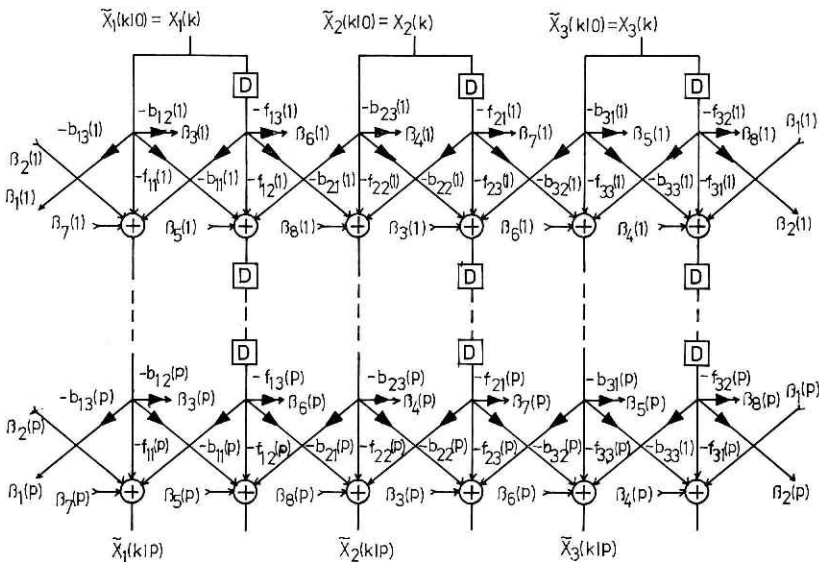 X̃₁(k|0) = X₁(k) X̃₂(k|0) = X₂(k) X̃₃(k|0) = X₃(k)
D D D
-b₁₃(1) -b₁₂(1) β₃(1) -f₁₃(1) β₆(1) -b₂₃(1) β₄(1) -f₂₁(1) β₇(1) -b₃₁(1) β₅(1) -f₃₂(1) β₈(1) β₁(1)
β₂(1)
β₁(1) -f₁₁(1) -b₁₁(1) -f₁₂(1) -b₂₁(1) -f₂₂(1) -b₂₂(1) -f₂₃(1) -b₃₂(1) -f₃₃(1) -b₃₃(1) -f₃₁(1) β₂(1)
β₇(1) + β₅(1) + β₈(1) + β₃(1) + β₆(1) + β₄(1) +
D D D
D D D
-b₁₃(p) -b₁₂(p) β₃(p) -f₁₃(p) β₆(p) -b₂₃(p) β₄(p) -f₂₁(p) β₇(p) -b₃₁(p) β₅(p) -f₃₂(p) β₈(p) β₁(p)
β₂(p)
-f₁₁(p) -b₁₁(p) -f₁₂(p) -b₂₁(p) -f₂₂(p) -b₂₂(p) -f₂₃(p) -b₃₂(p) -f₃₃(p) -b₃₃(1) -f₃₁(p)
β₁(p) β₇(p) + β₅(p) + β₈(p) + β₃(p) + β₆(p) + β₄(p) + β₂(p)
X̃₁(k|p) X̃₂(k|p) X̃₃(k|p)